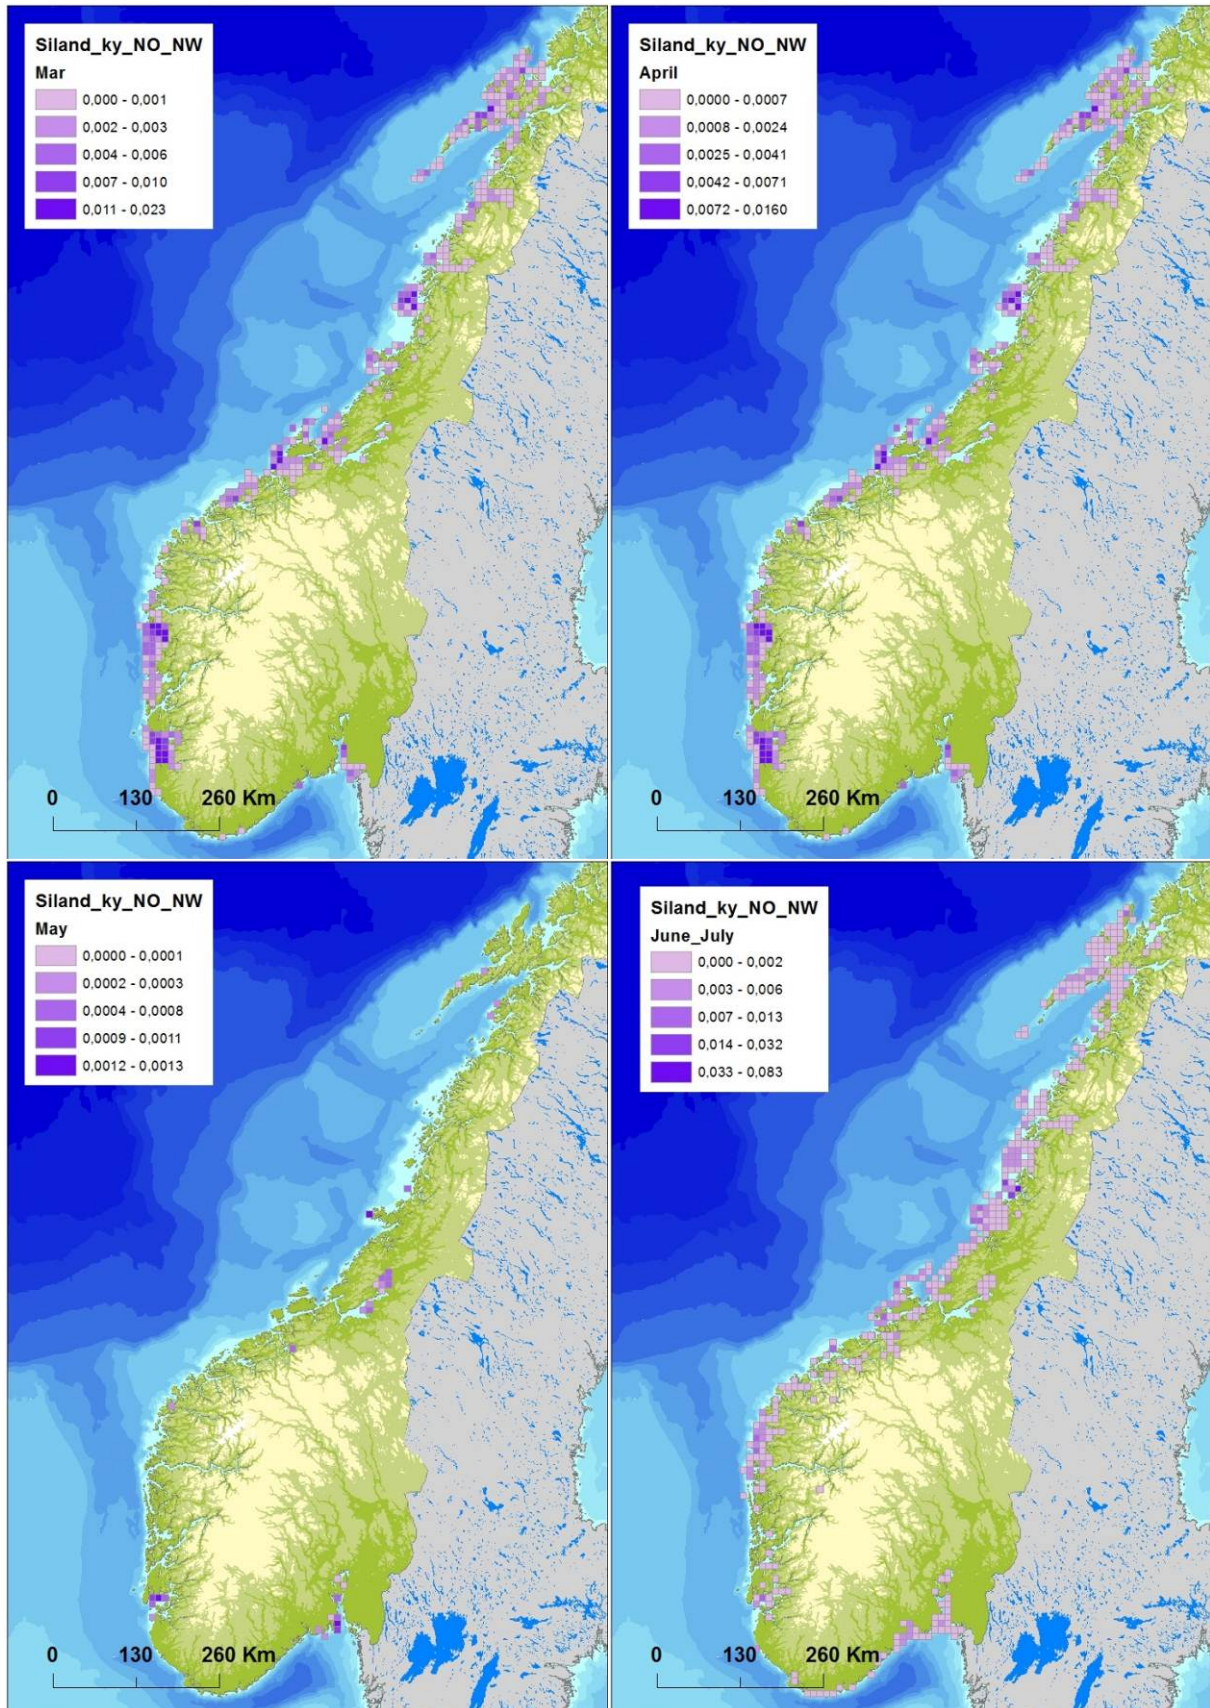 Siland_ky_NO_NW
Mar
0,000 - 0,001
0,002 - 0,003
0,004 - 0,006
0,007 - 0,010
0,011 - 0,023
0 130 260 Km
Siland_ky_NO_NW
April
0,0000 - 0,0007
0,0008 - 0,0024
0,0025 - 0,0041
0,0042 - 0,0071
0,0072 - 0,0160
0 130 260 Km
Siland_ky_NO_NW
May
0,0000 - 0,0001
0,0002 - 0,0003
0,0004 - 0,0008
0,0009 - 0,0011
0,0012 - 0,0013
0 130 260 Km
Siland_ky_NO_NW
June_July
0,000 - 0,002
0,003 - 0,006
0,007 - 0,013
0,014 - 0,032
0,033 - 0,083
0 130 260 Km